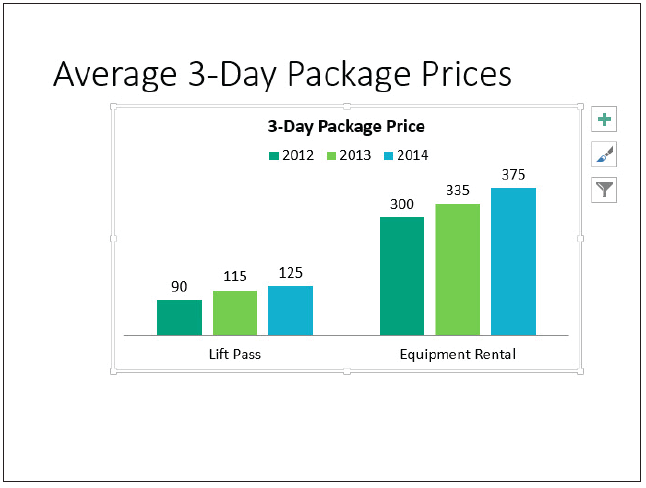 Average 3-Day Package Prices
3-Day Package Price
2012 2013 2014
90 115 125 300 335 375
Lift Pass Equipment Rental